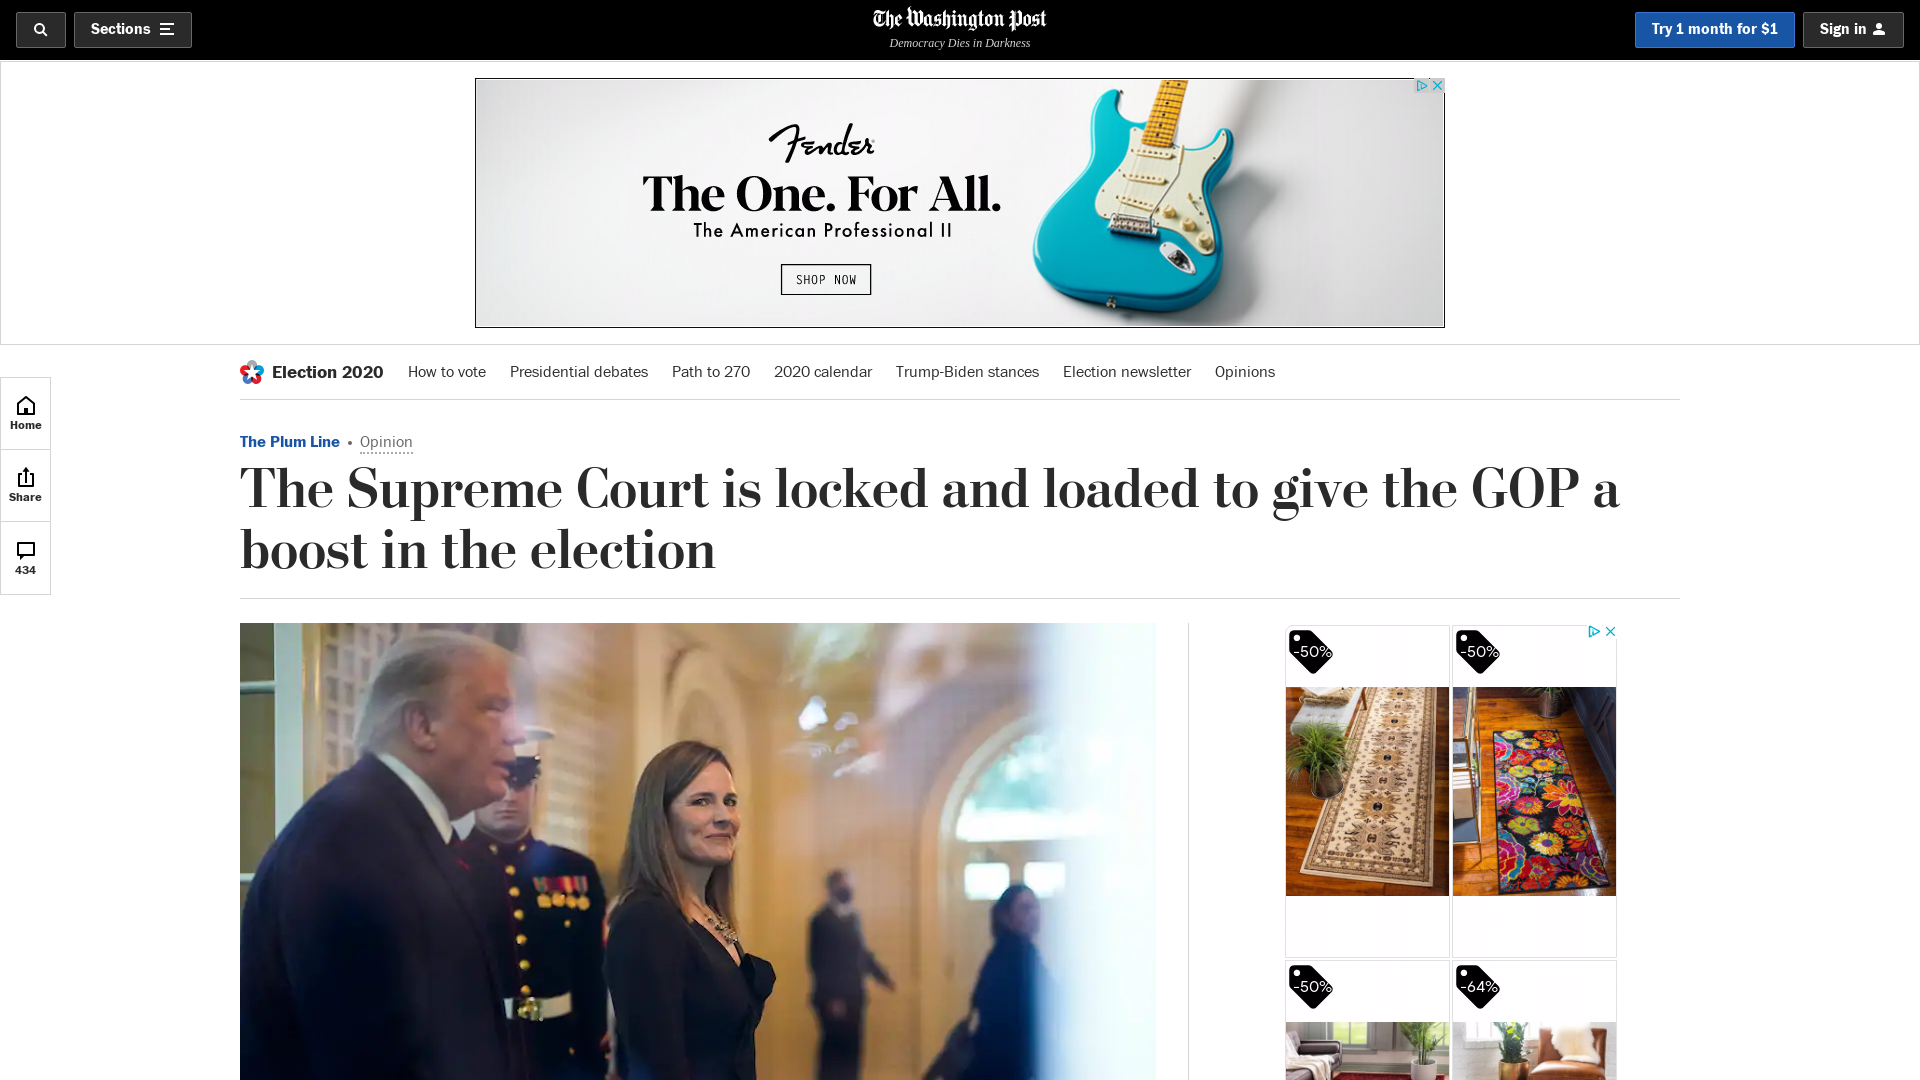 Sections
The Washington Post
Democracy Dies in Darkness
Try 1 month for $1
Sign in
Fender
The One. For All.
The American Professional II
SHOP NOW
Election 2020
How to vote
Presidential debates
Path to 270
2020 calendar
Trump-Biden stances
Election newsletter
Opinions
Home
Share
434
The Plum Line • Opinion
The Supreme Court is locked and loaded to give the GOP a
boost in the election
-50%
-50%
-50%
-64%